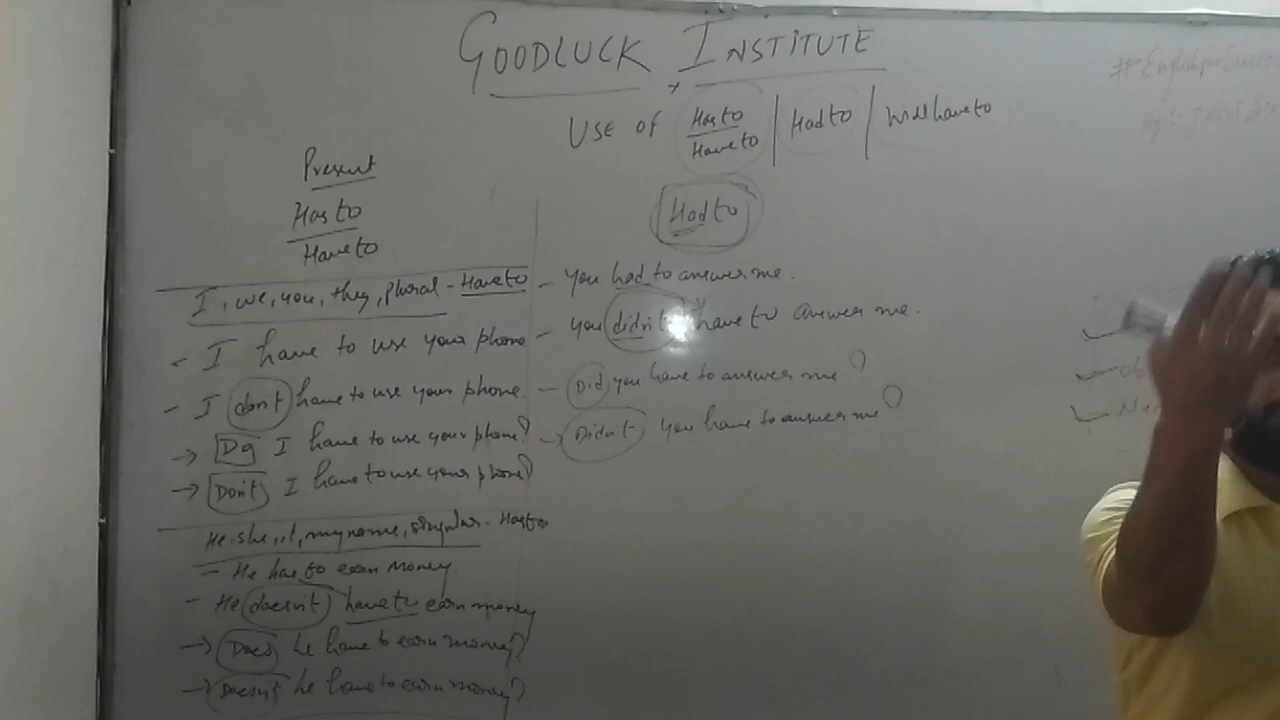 GOODLUCK INSTITUTE
#EnglishforSucces
USE OF Has to / Have to | Had to | Will have to
Present
Has to
Have to
I, we, you, they, plural - Have to
- I have to use your phone
- I don't have to use your phone.
→ Do I have to use your phone?
→ Don't I have to use your phone?
He, she, it, my name, singular - Has to
- He has to earn money
- He doesn't have to earn money
→ Does he have to earn money?
→ Doesn't he have to earn money?
Had to
- You had to answer me.
- You didn't have to answer me.
- Did you have to answer me?
→ Didn't you have to answer me?